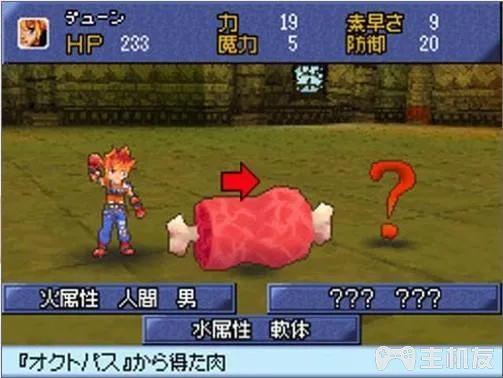 デューン 力 19 素早さ 9
HP 233 魔力 5 防御 20
?
火属性 人間 男 ??? ???
水属性 軟体
『オクトパス』から得た肉
主机友